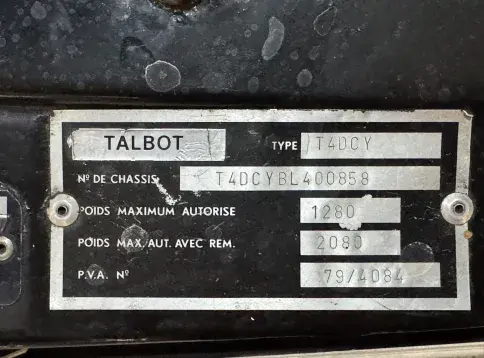 TALBOT TYPE T4DCY
Nº DE CHASSIS T4DCYBL400858
POIDS MAXIMUM AUTORISE 1280
POIDS MAX. AUT. AVEC REM. 2080
P.V.A. Nº 79/4084